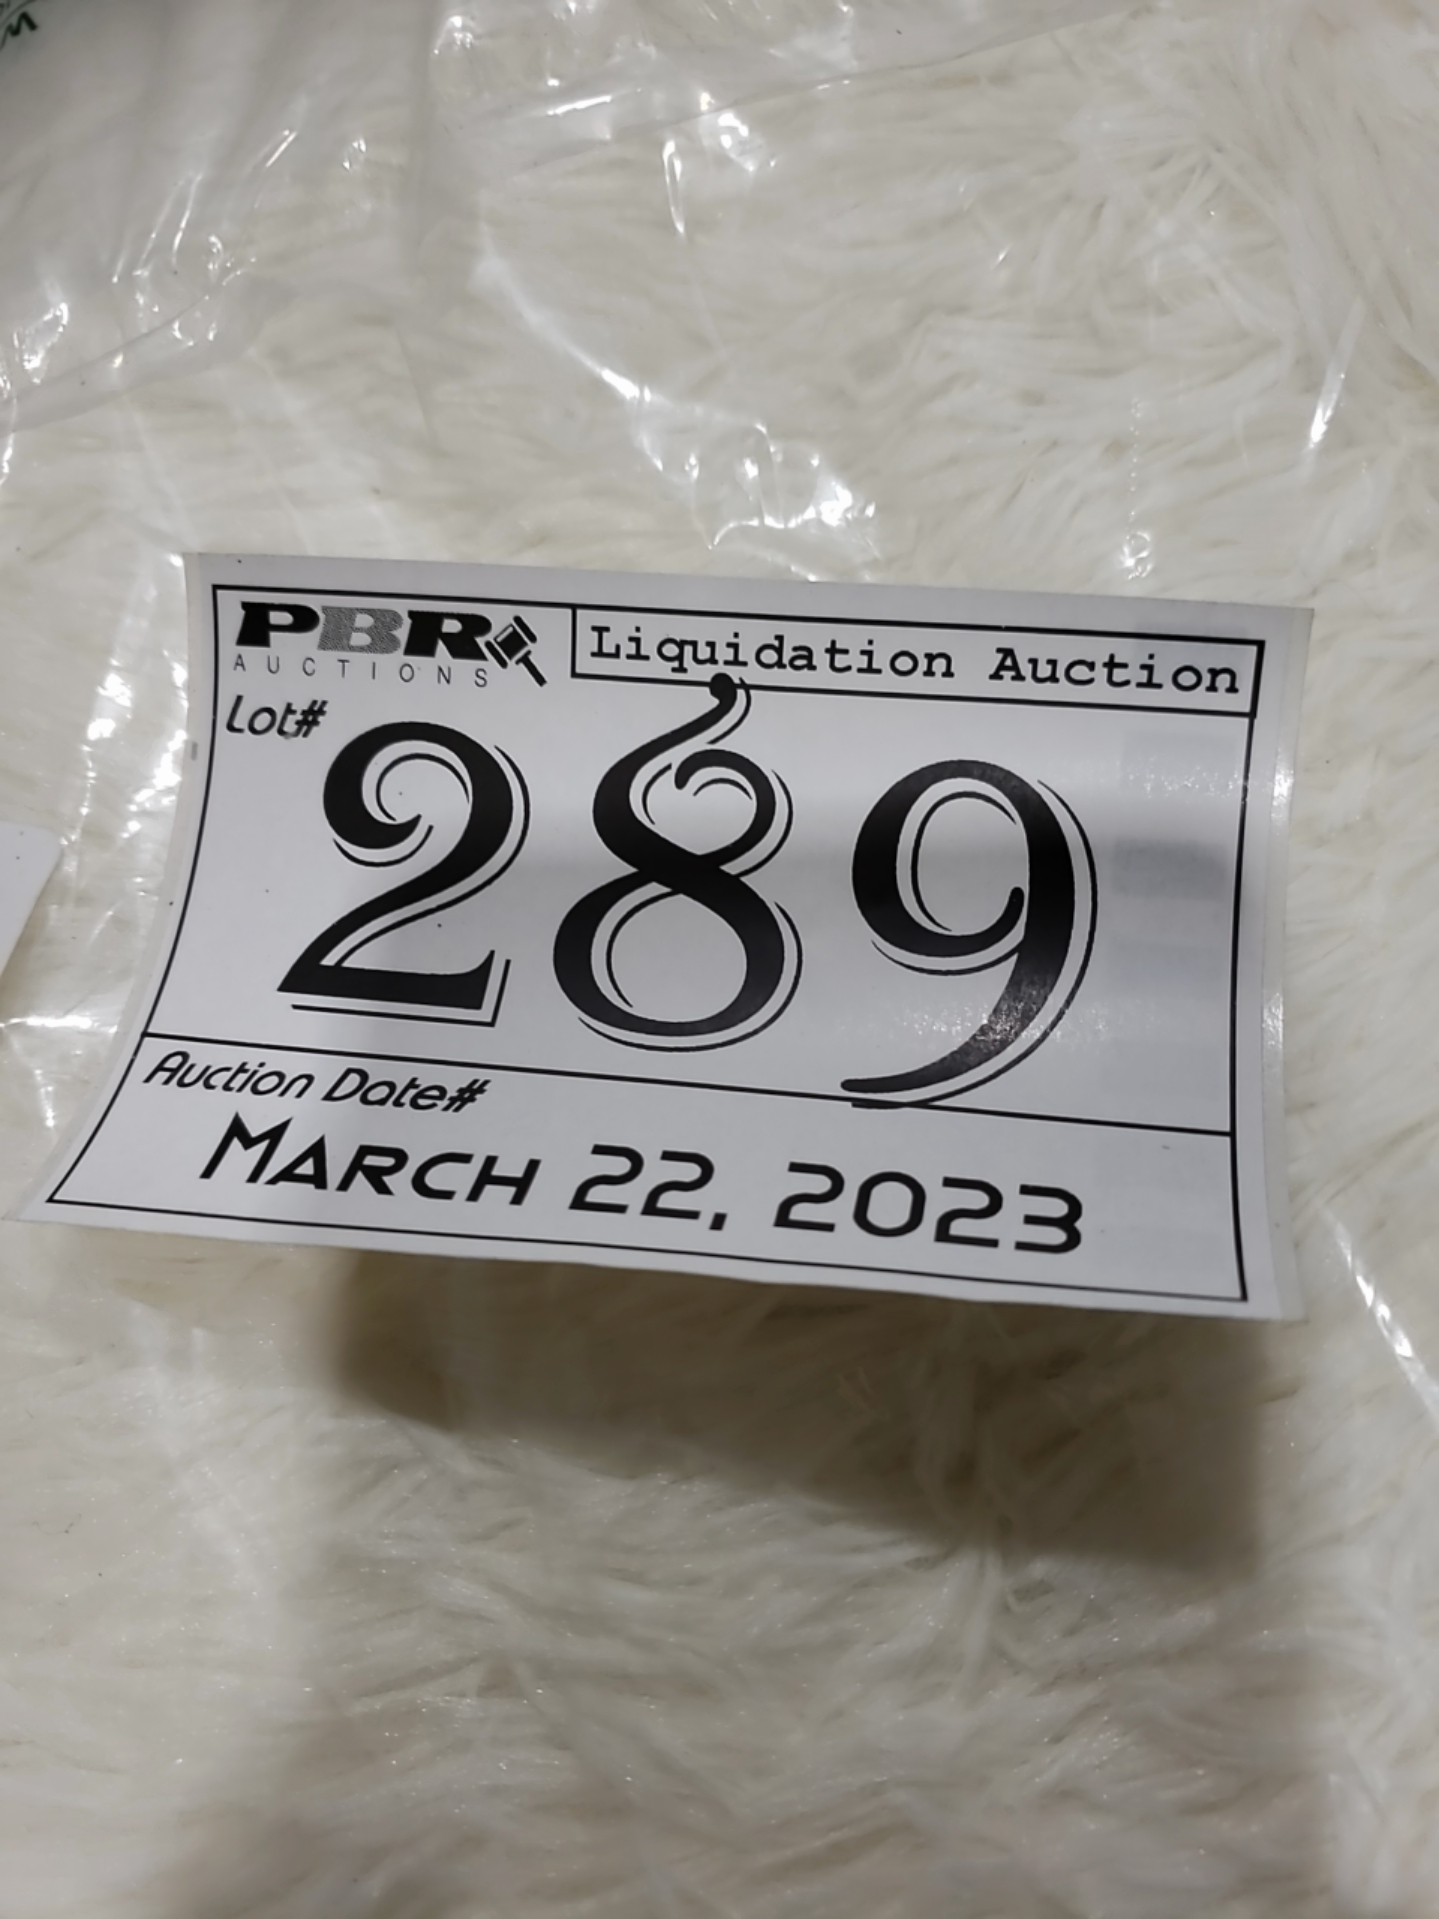 PBR
AUCTIONS
Liquidation Auction
Lot#
289
Auction Date#
MARCH 22, 2023